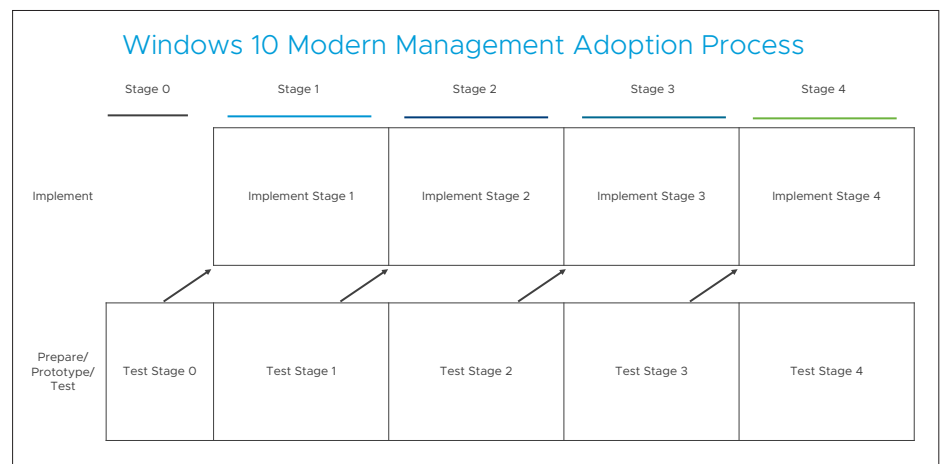 Windows 10 Modern Management Adoption Process
Stage 0
Stage 1
Stage 2
Stage 3
Stage 4
Implement
Implement Stage 1
Implement Stage 2
Implement Stage 3
Implement Stage 4
Prepare/
Prototype/
Test
Test Stage 0
Test Stage 1
Test Stage 2
Test Stage 3
Test Stage 4